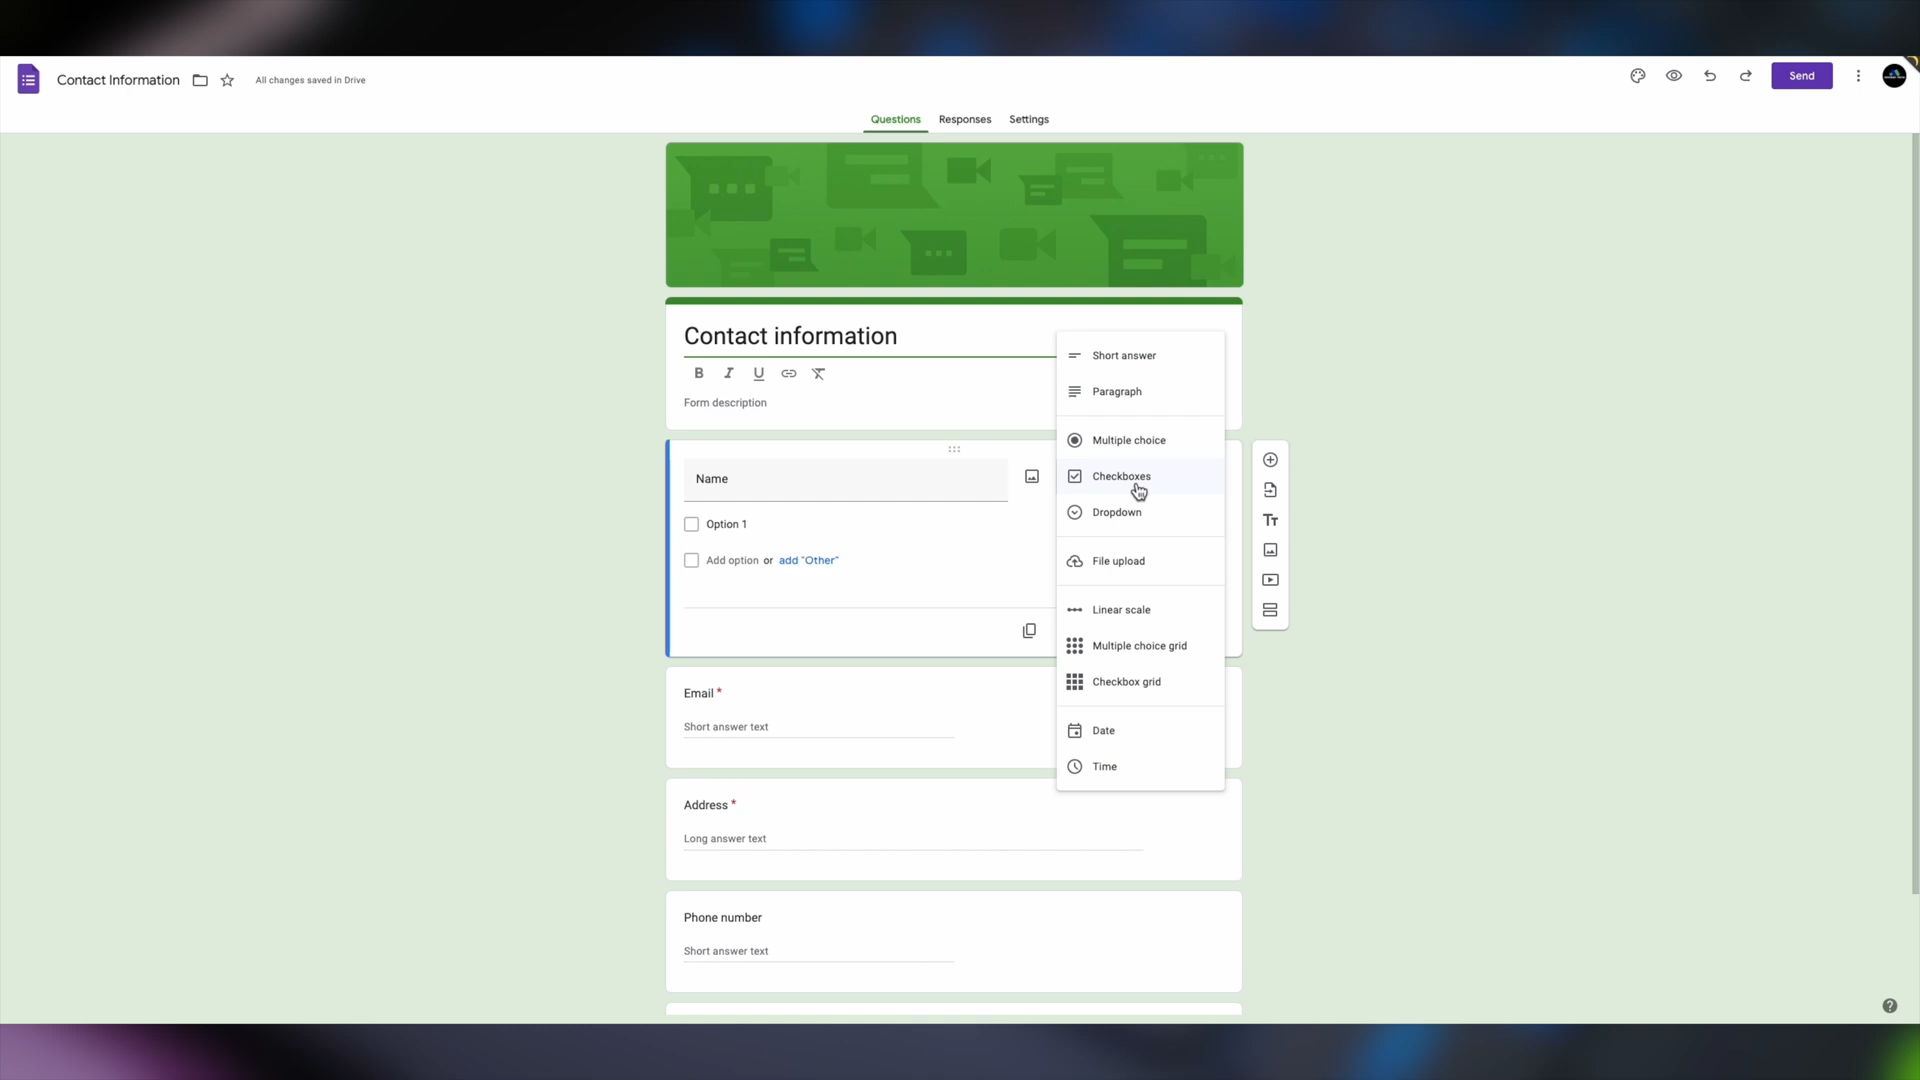 Contact Information
All changes saved in Drive
Send
Questions
Responses
Settings
Contact information
B I U
Form description
Name
Option 1
Add option or add "Other"
Short answer
Paragraph
Multiple choice
Checkboxes
Dropdown
File upload
Linear scale
Multiple choice grid
Checkbox grid
Date
Time
Tт
Email *
Short answer text
Address *
Long answer text
Phone number
Short answer text